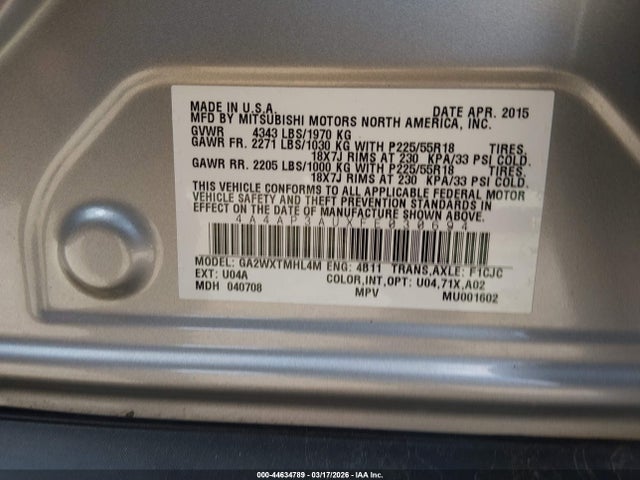 MADE IN U.S.A. DATE APR. 2015
MFD BY MITSUBISHI MOTORS NORTH AMERICA, INC.
GVWR 4343 LBS/1970 KG
GAWR FR. 2271 LBS/1030 KG WITH P225/55R18 TIRES,
18X7J RIMS AT 230 KPA/33 PSI COLD.
GAWR RR. 2205 LBS/1000 KG WITH P225/55R18 TIRES,
18X7J RIMS AT 230 KPA/33 PSI COLD.
THIS VEHICLE CONFORMS TO ALL APPLICABLE FEDERAL MOTOR
VEHICLE SAFETY AND THEFT PREVENTION STANDARDS IN
EFFECT ON THE DATE OF MANUFACTURE SHOWN ABOVE.
4A4AP3AUXFE030694
MODEL: GA2WXTMHL4M ENG: 4B11 TRANS,AXLE: F1CJC
EXT: U04A COLOR,INT,OPT: U04,71X,A02
MDH 040708 MPV MU001602
000-44634789 - 03/17/2026 - IAA Inc.